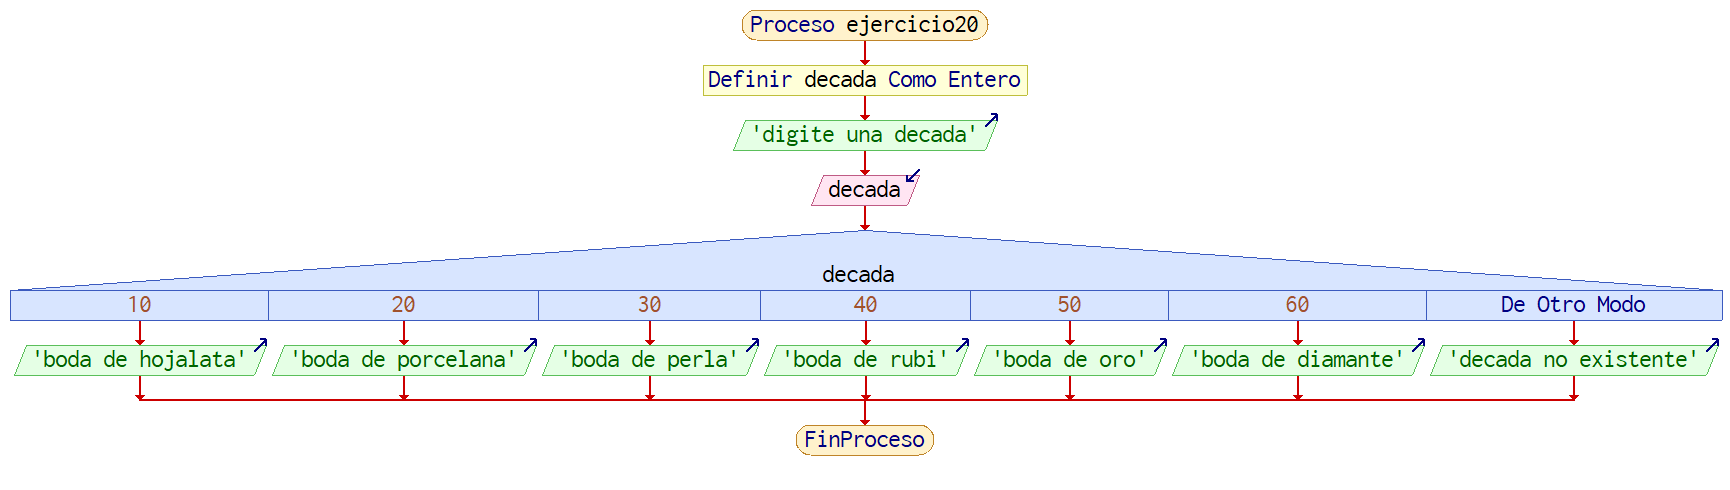 Proceso ejercicio20
Definir decada Como Entero
'digite una decada'
decada
decada
10 20 30 40 50 60 De Otro Modo
'boda de hojalata' 'boda de porcelana' 'boda de perla' 'boda de rubi' 'boda de oro' 'boda de diamante' 'decada no existente'
FinProceso